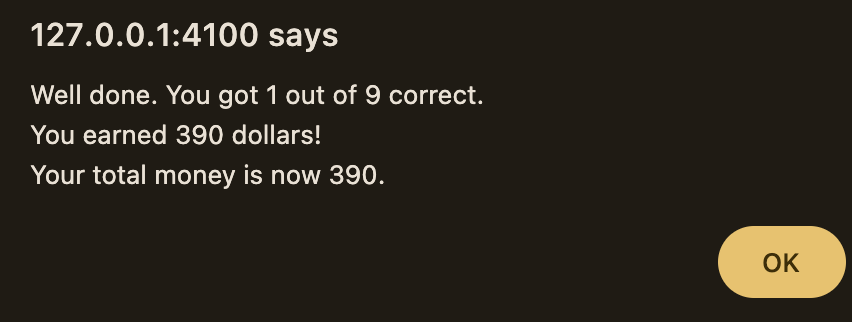 127.0.0.1:4100 says
Well done. You got 1 out of 9 correct.
You earned 390 dollars!
Your total money is now 390.
OK